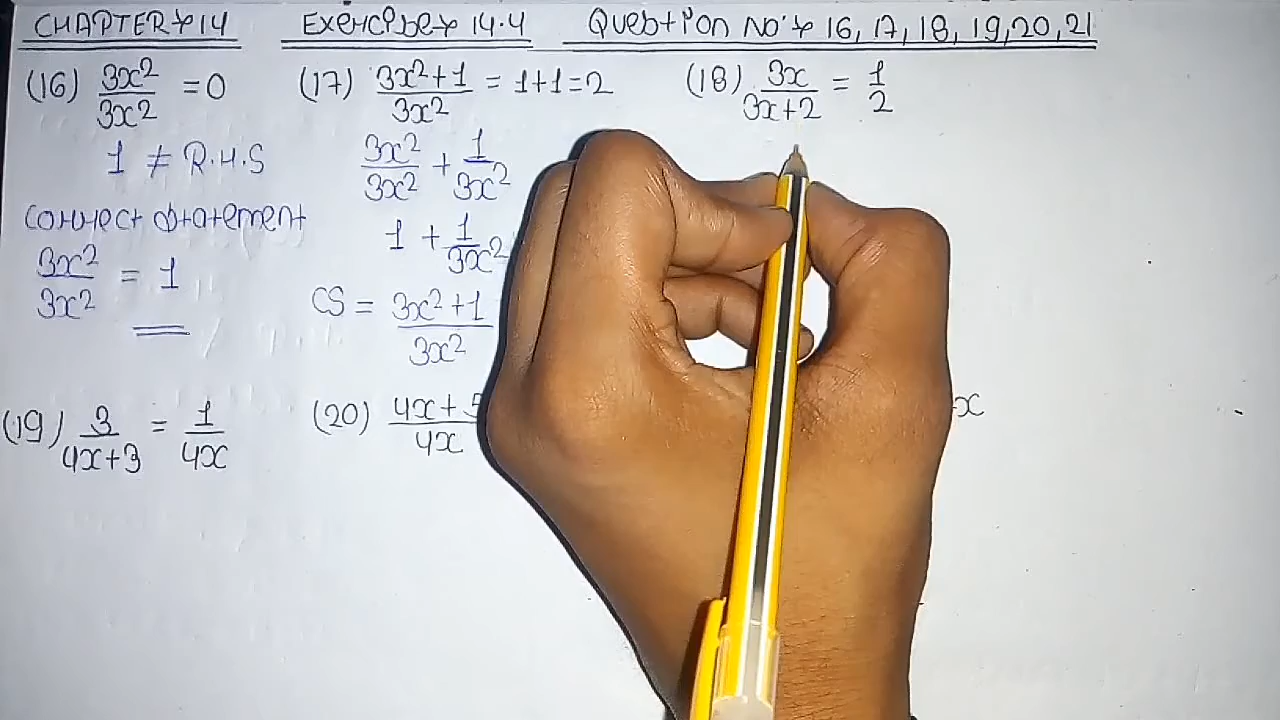 CHAPTER → 14 Exercise → 14.4 Question No → 16, 17, 18, 19, 20, 21
(16) 3x²/3x² = 0 (17) 3x²+1/3x² = 1+1=2 (18) 3x/3x+2 = 1/2
1 ≠ R.H.S 3x²/3x² + 1/3x²
correct statement 1 + 1/3x²
3x²/3x² = 1 CS = 3x²+1/3x²
(19) 3/4x+3 = 1/4x (20) 4x+5/4x x